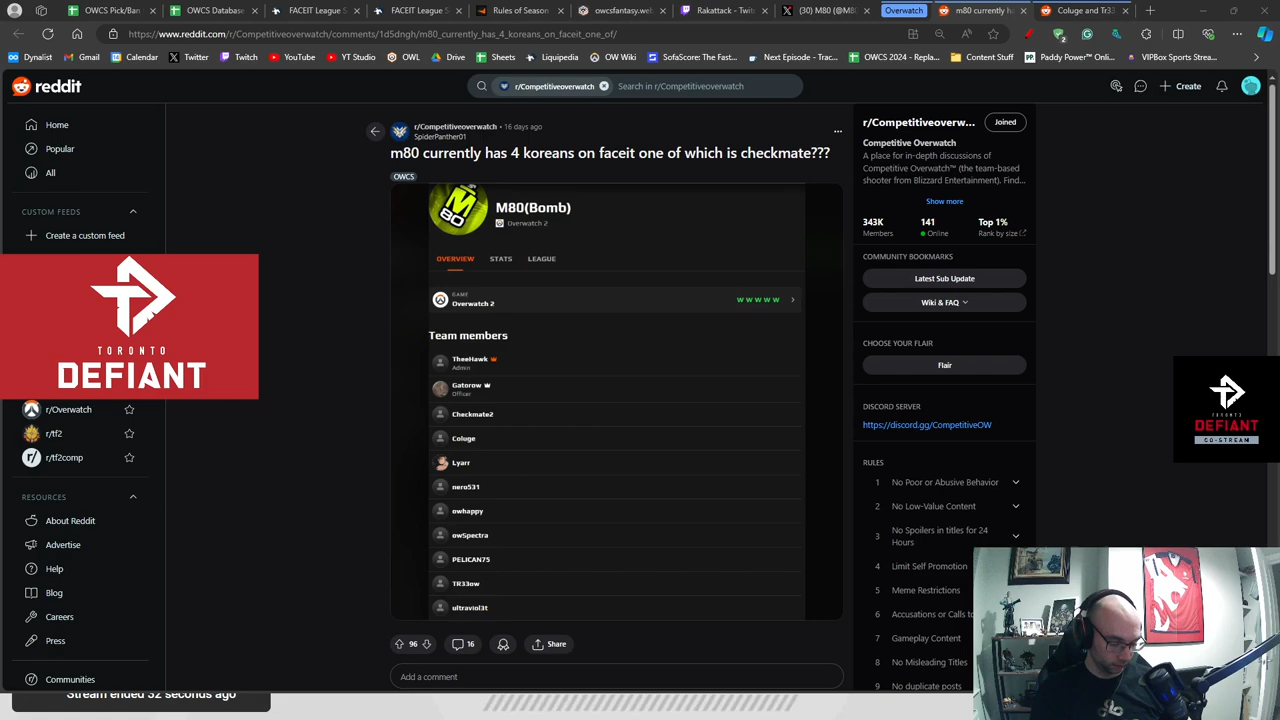 OWCS Pick/Ban
OWCS Database
FACEIT League S
FACEIT League S
Rules of Season
owcsfantasy.web.
Rakattack - Twit
(30) M80 (@M80
Overwatch
m80 currently ha
Coluge and Tr33
https://www.reddit.com/r/Competitiveoverwatch/comments/1d5dngh/m80_currently_has_4_koreans_on_faceit_one_of/
Dynalist
Gmail
Calendar
Twitter
Twitch
YouTube
YT Studio
OWL
Drive
Sheets
Liquipedia
OW Wiki
SofaScore: The F...
Next Episode - Trac...
OWCS 2024 - Repla...
Content Stuff
Paddy Power™ Onl...
VIPBox Sports Strea...
reddit
r/Competitiveoverwatch
Search in r/Competitiveoverwatch
Create
Home
Popular
All
CUSTOM FEEDS
Create a custom feed
TORONTO
DEFIANT
r/Overwatch
r/tf2
r/tf2comp
RESOURCES
About Reddit
Advertise
Help
Blog
Careers
Press
Communities
Stream ended 32 seconds ago
r/Competitiveoverwatch • 16 days ago
SpiderPanther01
m80 currently has 4 koreans on faceit one of which is checkmate???
OWCS
M80
M80(Bomb)
Overwatch 2
OVERVIEW
STATS
LEAGUE
GAME
Overwatch 2
W W W W W
Team members
TheeHawk
Admin
Gatorow
Officer
Checkmate2
Coluge
Lyarr
nero531
owhappy
owSpectra
PELICAN75
TR33ow
ultraviol3t
96
16
Share
Add a comment
r/Competitiveoverw...
Joined
Competitive Overwatch
A place for in-depth discussions of
Competitive Overwatch™ (the team-based
shooter from Blizzard Entertainment). Find...
Show more
343K
141
Top 1%
Members
Online
Rank by size
COMMUNITY BOOKMARKS
Latest Sub Update
Wiki & FAQ
CHOOSE YOUR FLAIR
Flair
DISCORD SERVER
https://discord.gg/CompetitiveOW
RULES
1 No Poor or Abusive Behavior
2 No Low-Value Content
3 No Spoilers in titles for 24
Hours
4 Limit Self Promotion
5 Meme Restrictions
6 Accusations or Calls to
7 Gameplay Content
8 No Misleading Titles
9 No duplicate posts
TORONTO
DEFIANT
CO-STREAM